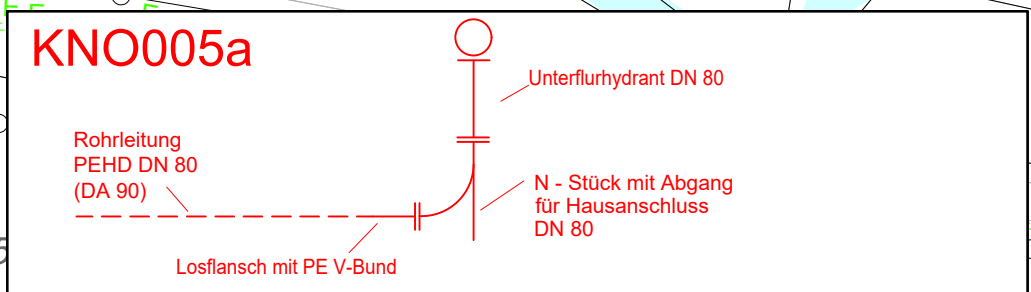 KNO005a
Unterflurhydrant DN 80
Rohrleitung
PEHD DN 80
(DA 90)
N - Stück mit Abgang
für Hausanschluss
DN 80
Losflansch mit PE V-Bund